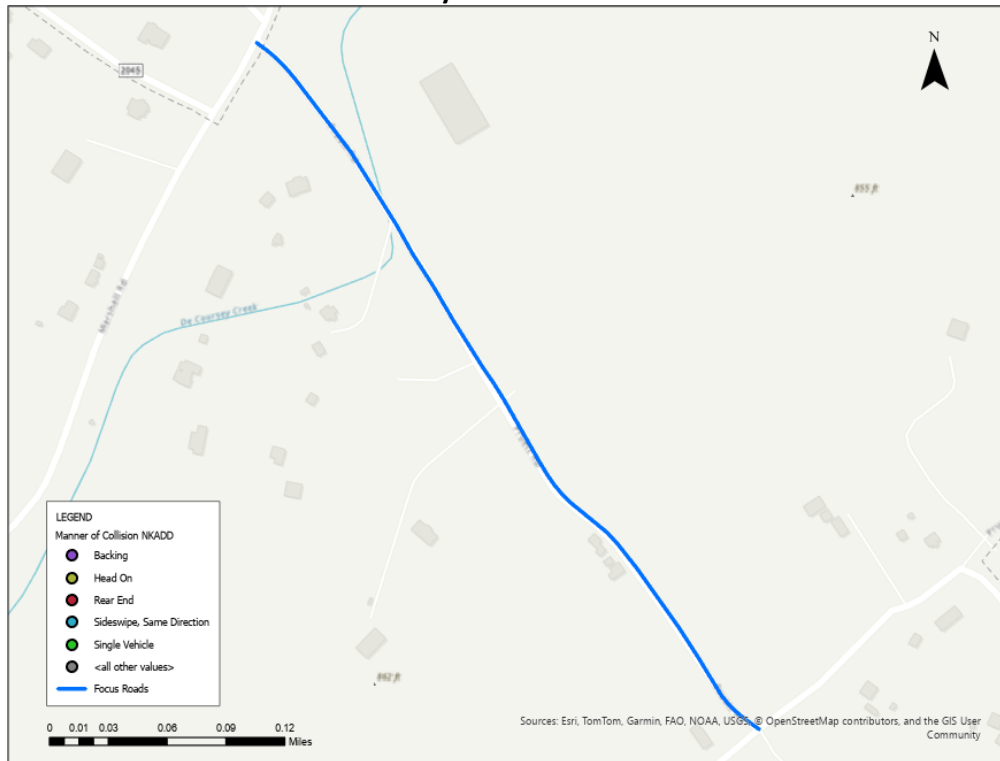 N
2045
855 ft
Marshall Rd
De Coursey Creek
LEGEND
Manner of Collision NKADD
Backing
Head On
Rear End
Sideswipe, Same Direction
Single Vehicle
<all other values>
Focus Roads
862 ft
0 0.01 0.03 0.06 0.09 0.12
Miles
Sources: Esri, TomTom, Garmin, FAO, NOAA, USGS, © OpenStreetMap contributors, and the GIS User
Community